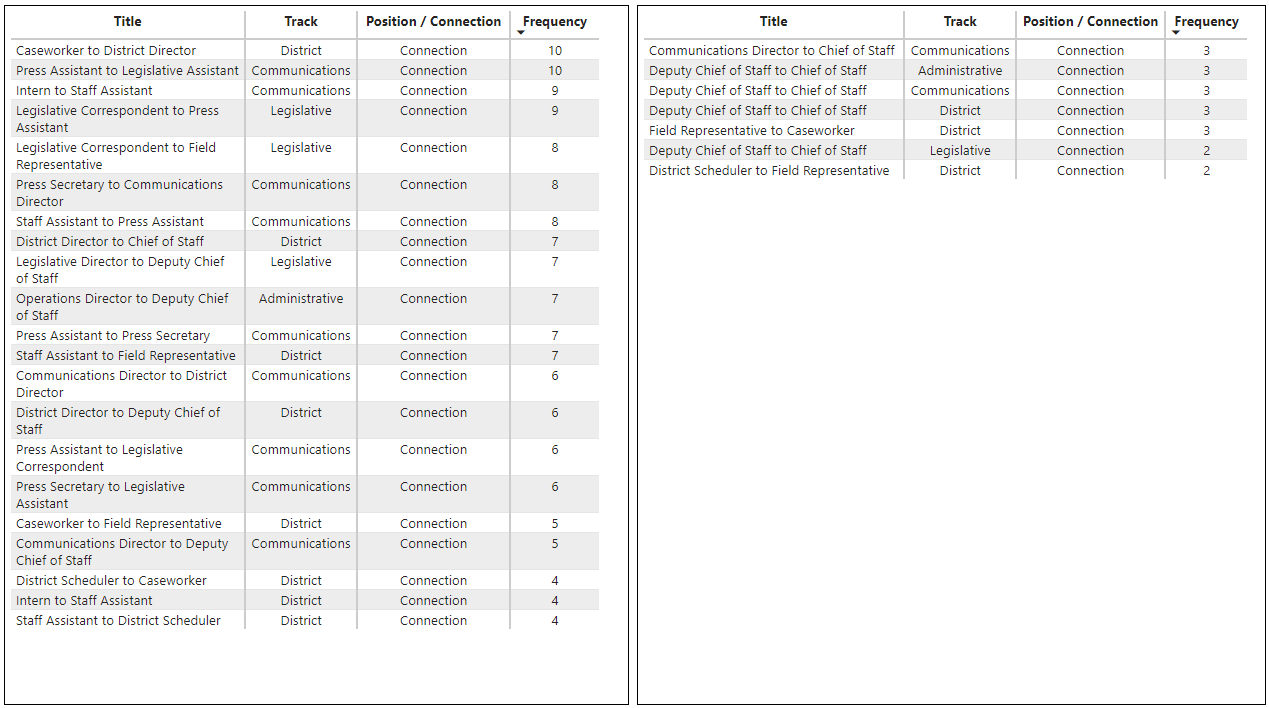 Title Track Position / Connection Frequency
Caseworker to District Director District Connection 10
Press Assistant to Legislative Assistant Communications Connection 10
Intern to Staff Assistant Communications Connection 9
Legislative Correspondent to Press Legislative Connection 9
Assistant
Legislative Correspondent to Field Legislative Connection 8
Representative
Press Secretary to Communications Communications Connection 8
Director
Staff Assistant to Press Assistant Communications Connection 8
District Director to Chief of Staff District Connection 7
Legislative Director to Deputy Chief Legislative Connection 7
of Staff
Operations Director to Deputy Chief Administrative Connection 7
of Staff
Press Assistant to Press Secretary Communications Connection 7
Staff Assistant to Field Representative District Connection 7
Communications Director to District Communications Connection 6
Director
District Director to Deputy Chief of District Connection 6
Staff
Press Assistant to Legislative Communications Connection 6
Correspondent
Press Secretary to Legislative Communications Connection 6
Assistant
Caseworker to Field Representative District Connection 5
Communications Director to Deputy Communications Connection 5
Chief of Staff
District Scheduler to Caseworker District Connection 4
Intern to Staff Assistant District Connection 4
Staff Assistant to District Scheduler District Connection 4
Title Track Position / Connection Frequency
Communications Director to Chief of Staff Communications Connection 3
Deputy Chief of Staff to Chief of Staff Administrative Connection 3
Deputy Chief of Staff to Chief of Staff Communications Connection 3
Deputy Chief of Staff to Chief of Staff District Connection 3
Field Representative to Caseworker District Connection 3
Deputy Chief of Staff to Chief of Staff Legislative Connection 2
District Scheduler to Field Representative District Connection 2